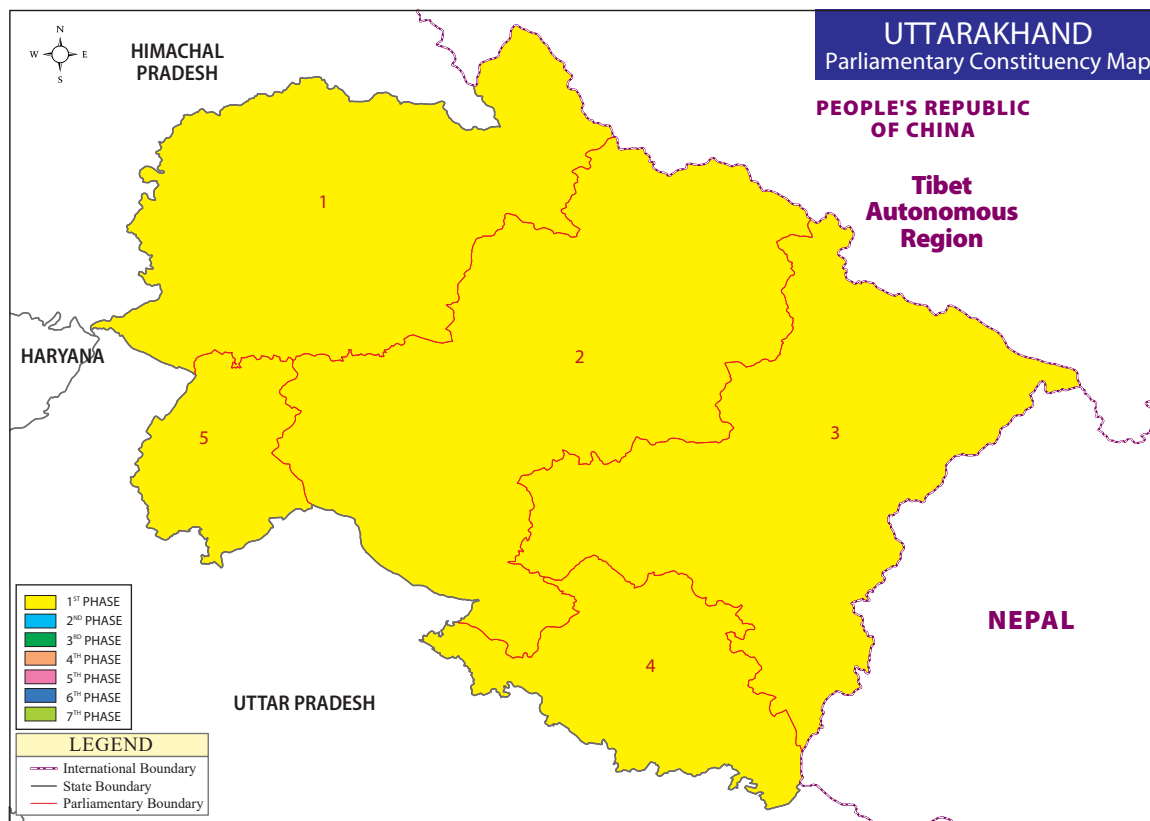 UTTARAKHAND
Parliamentary Constituency Map
N
W E
S
HIMACHAL
PRADESH
PEOPLE'S REPUBLIC
OF CHINA
Tibet
Autonomous
Region
1
HARYANA
2
3
5
NEPAL
4
UTTAR PRADESH
1ST PHASE
2ND PHASE
3RD PHASE
4TH PHASE
5TH PHASE
6TH PHASE
7TH PHASE
LEGEND
International Boundary
State Boundary
Parliamentary Boundary